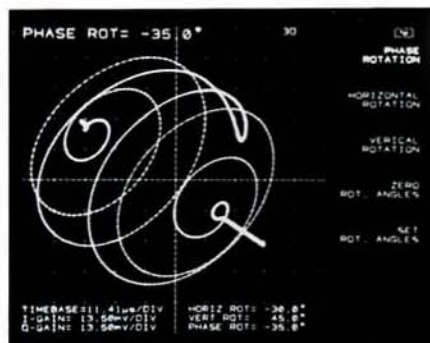 PHASE ROT= -35.0°
3D
PHASE
ROTATION
HORIZONTAL
ROTATION
VERICAL
ROTATION
ZERO
ROT. ANGLES
SET
ROT. ANGLES
TIMEBASE=11.41µs/DIV
I-GAIN= 13.50mV/DIV
Q-GAIN= 13.50mV/DIV
HORIZ ROT= -30.0°
VERT ROT= 45.0°
PHASE ROT= -35.0°